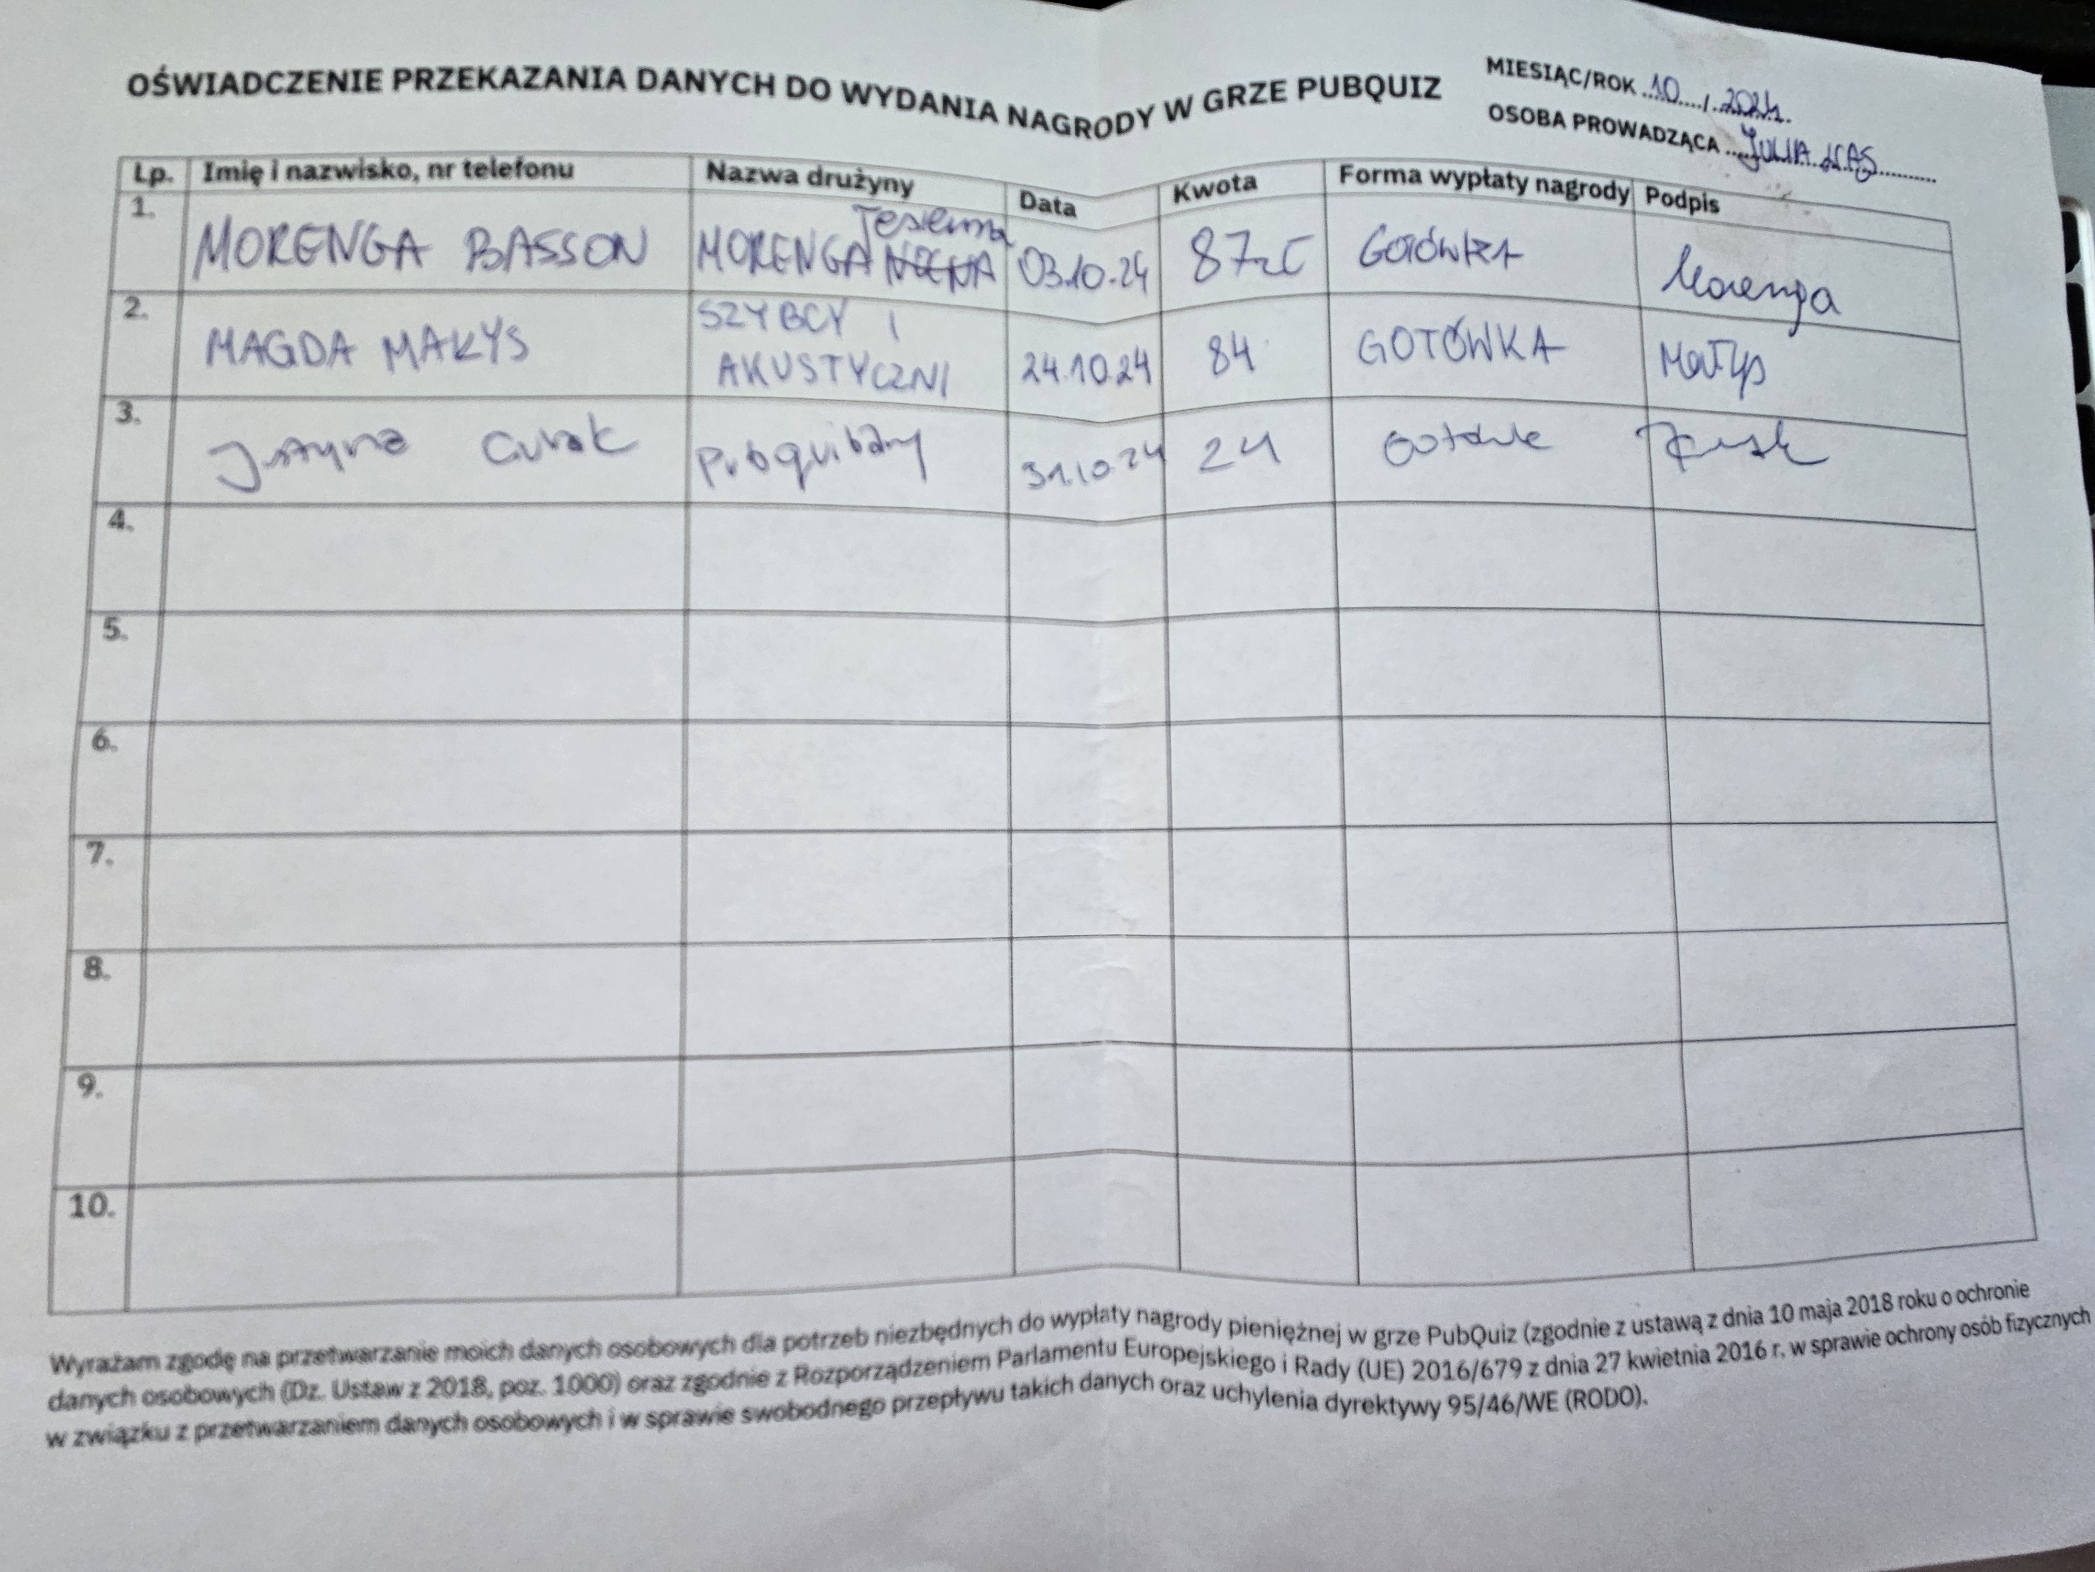 OŚWIADCZENIE PRZEKAZANIA DANYCH DO WYDANIA NAGRODY W GRZE PUBQUIZ
MIESIĄC/ROK 10 / 2024
OSOBA PROWADZĄCA JULIA
Lp. Imię i nazwisko, nr telefonu Nazwa drużyny Data Kwota Forma wypłaty nagrody Podpis
1. MORENGA BASSON MORENGA 03.10.24 87zł GOTÓWKA Morenga
2. MAGDA MAKYS SZYBCY I AKUSTYCZNI 24.10.24 84 GOTÓWKA
3. Justyna 31.10.24 24
4.
5.
6.
7.
8.
9.
10.
Wyrażam zgodę na przetwarzanie moich danych osobowych dla potrzeb niezbędnych do wypłaty nagrody pieniężnej w grze PubQuiz (zgodnie z ustawą z dnia 10 maja 2018 roku o ochronie
danych osobowych (Dz. Ustaw z 2018, poz. 1000) oraz zgodnie z Rozporządzeniem Parlamentu Europejskiego i Rady (UE) 2016/679 z dnia 27 kwietnia 2016 r. w sprawie ochrony osób fizycznych
w związku z przetwarzaniem danych osobowych i w sprawie swobodnego przepływu takich danych oraz uchylenia dyrektywy 95/46/WE (RODO).